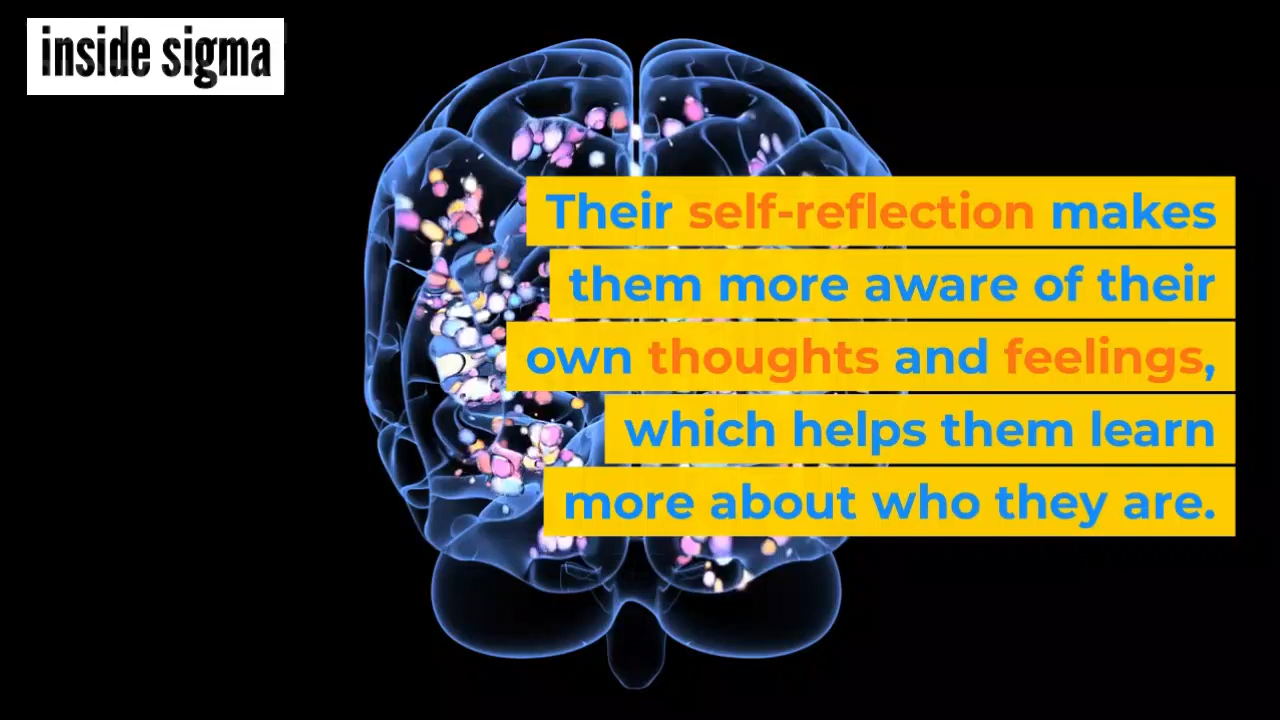 inside sigma
Their self-reflection makes
them more aware of their
own thoughts and feelings,
which helps them learn
more about who they are.